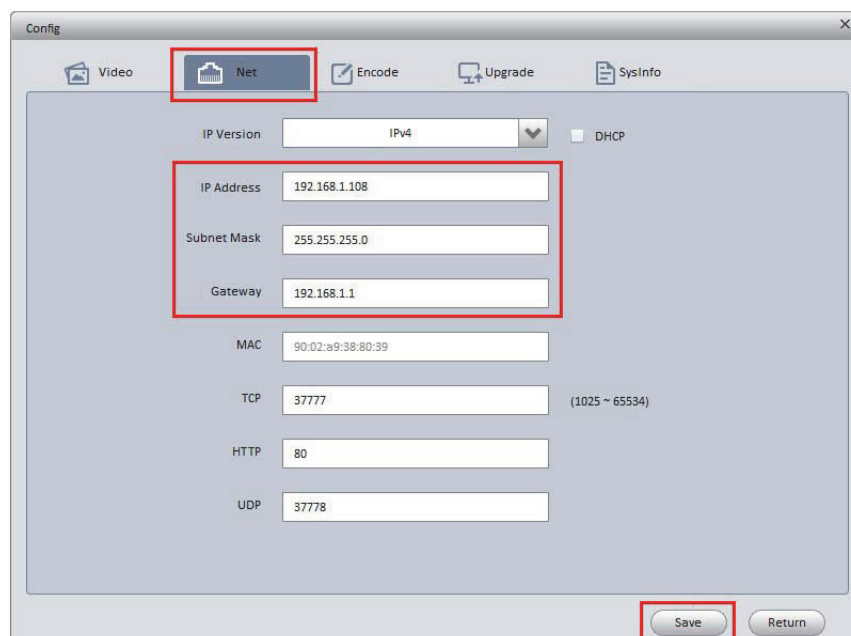 Config
Video Net Encode Upgrade SysInfo
IP Version IPv4 DHCP
IP Address 192.168.1.108
Subnet Mask 255.255.255.0
Gateway 192.168.1.1
MAC 90:02:a9:38:80:39
TCP 37777 (1025 ~ 65534)
HTTP 80
UDP 37778
Save Return